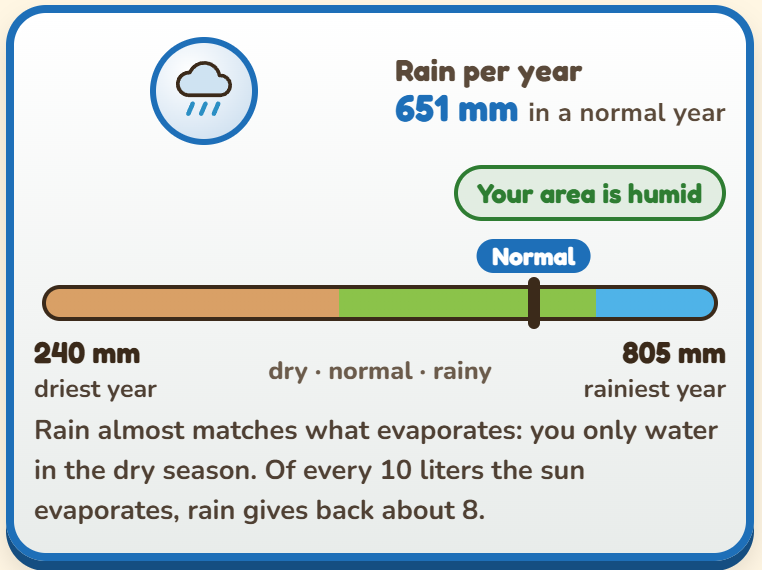 Rain per year
651 mm in a normal year
Your area is humid
Normal
240 mm
driest year
dry · normal · rainy
805 mm
rainiest year
Rain almost matches what evaporates: you only water
in the dry season. Of every 10 liters the sun
evaporates, rain gives back about 8.